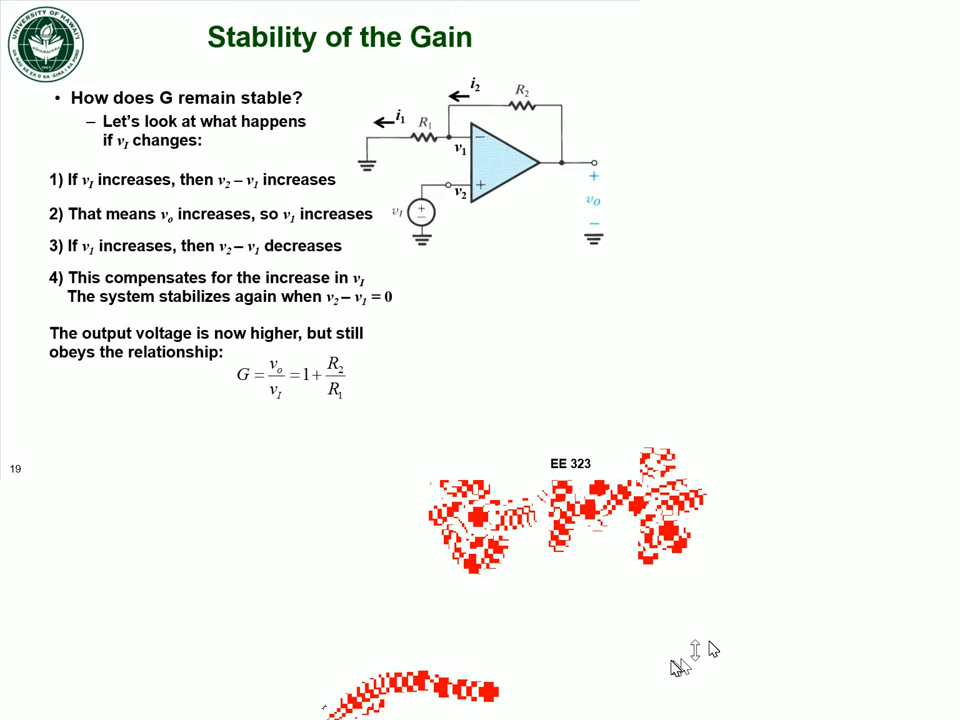 UNIVERSITY OF HAWAI'I
Stability of the Gain
• How does G remain stable?
– Let's look at what happens
if vI changes:
1) If vI increases, then v2 – v1 increases
2) That means vo increases, so v1 increases
3) If v1 increases, then v2 – v1 decreases
4) This compensates for the increase in vI
The system stabilizes again when v2 – v1 = 0
The output voltage is now higher, but still
obeys the relationship:
G = vo/vI = 1 + R2/R1
i2
R2
i1
R1
v1
–
v2
+
vI
+
–
+
vO
–
19
EE 323